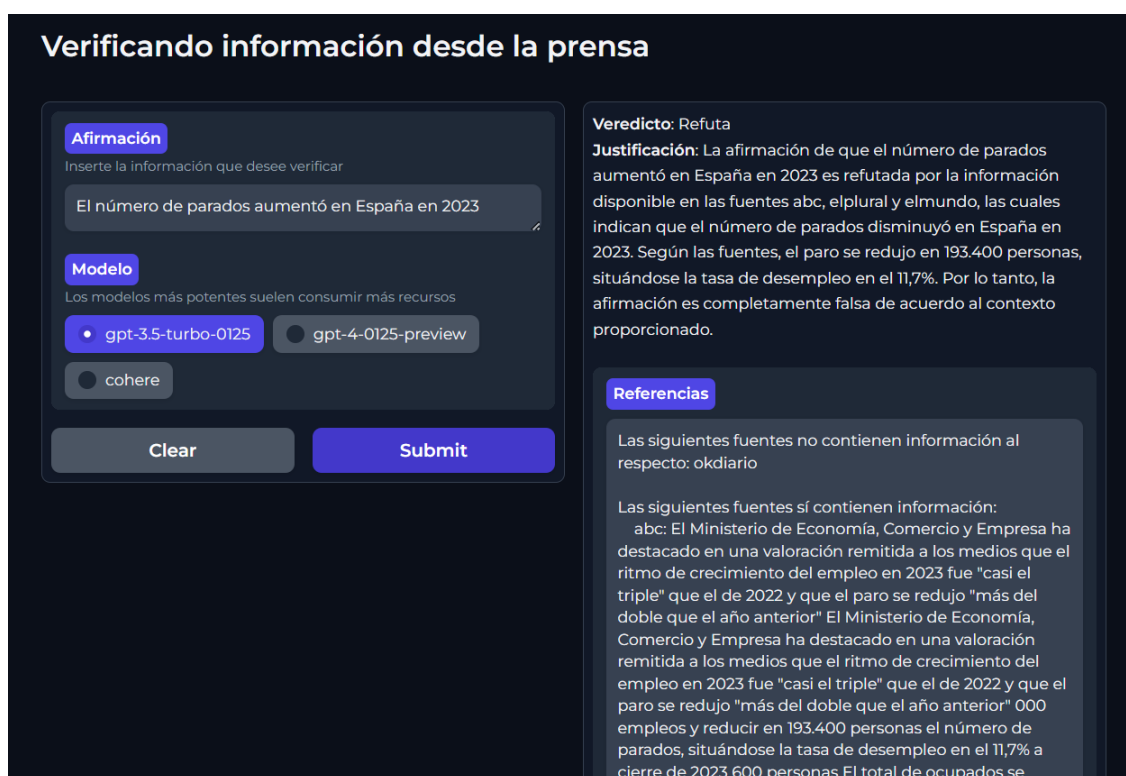 Verificando información desde la prensa
Afirmación
Inserte la información que desee verificar
El número de parados aumentó en España en 2023
Modelo
Los modelos más potentes suelen consumir más recursos
gpt-3.5-turbo-0125
gpt-4-0125-preview
cohere
Clear
Submit
Veredicto: Refuta
Justificación: La afirmación de que el número de parados
aumentó en España en 2023 es refutada por la información
disponible en las fuentes abc, elplural y elmundo, las cuales
indican que el número de parados disminuyó en España en
2023. Según las fuentes, el paro se redujo en 193.400 personas,
situándose la tasa de desempleo en el 11,7%. Por lo tanto, la
afirmación es completamente falsa de acuerdo al contexto
proporcionado.
Referencias
Las siguientes fuentes no contienen información al
respecto: okdiario
Las siguientes fuentes sí contienen información:
abc: El Ministerio de Economía, Comercio y Empresa ha
destacado en una valoración remitida a los medios que el
ritmo de crecimiento del empleo en 2023 fue "casi el
triple" que el de 2022 y que el paro se redujo "más del
doble que el año anterior" El Ministerio de Economía,
Comercio y Empresa ha destacado en una valoración
remitida a los medios que el ritmo de crecimiento del
empleo en 2023 fue "casi el triple" que el de 2022 y que el
paro se redujo "más del doble que el año anterior" 000
empleos y reducir en 193.400 personas el número de
parados, situándose la tasa de desempleo en el 11,7% a
cierre de 2023 600 personas El total de ocupados se